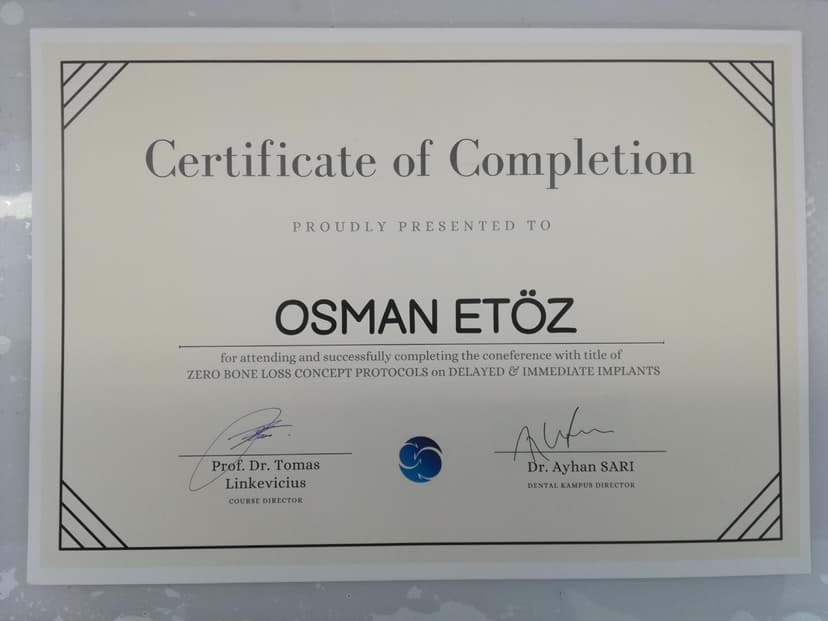 Certificate of Completion
PROUDLY PRESENTED TO
OSMAN ETÖZ
for attending and successfully completing the coneference with title of
ZERO BONE LOSS CONCEPT PROTOCOLS on DELAYED & IMMEDIATE IMPLANTS
Prof. Dr. Tomas
Linkevicius
COURSE DIRECTOR
Dr. Ayhan SARI
DENTAL KAMPUS DIRECTOR